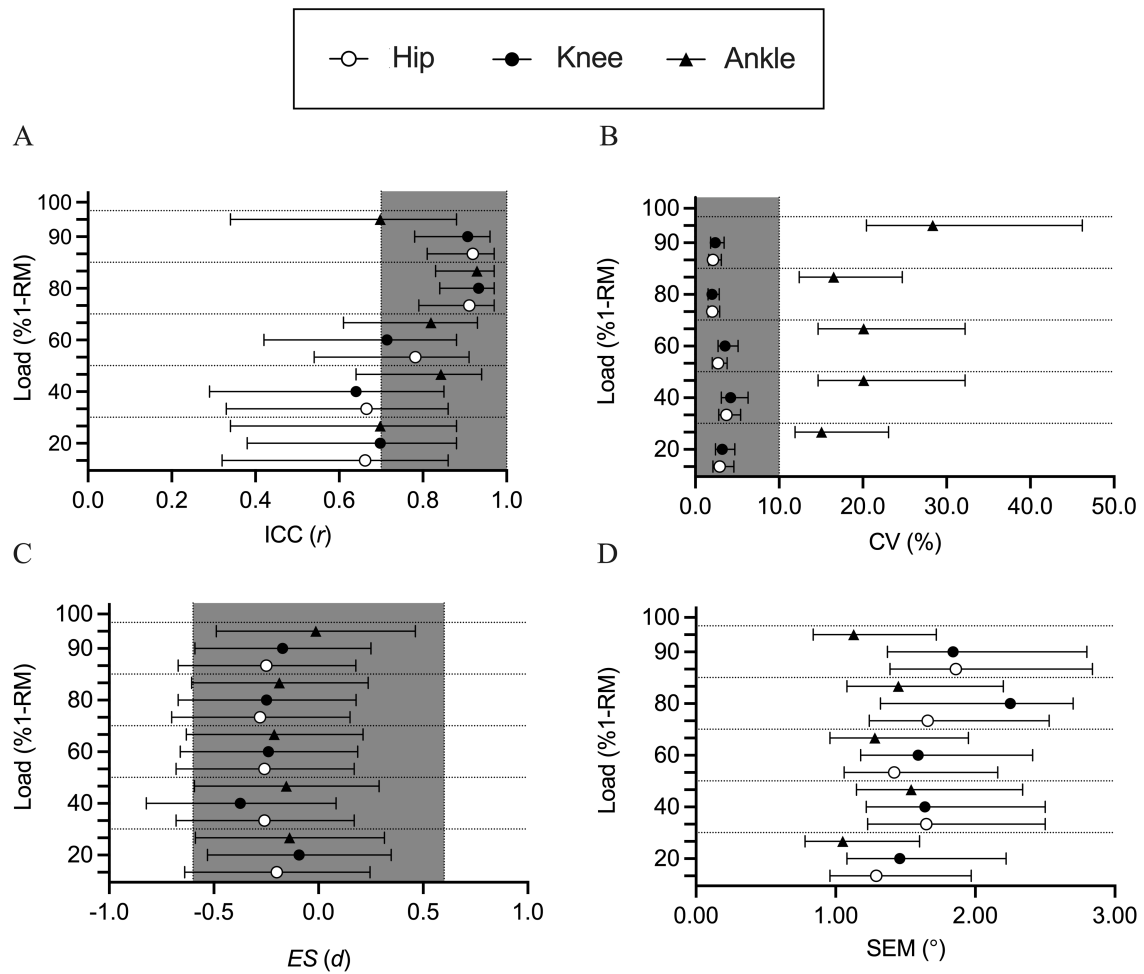 Hip Knee Ankle
A
Load (%1-RM)
100
90
80
60
40
20
0.0 0.2 0.4 0.6 0.8 1.0
ICC (r)
B
Load (%1-RM)
100
90
80
60
40
20
0.0 10.0 20.0 30.0 40.0 50.0
CV (%)
C
Load (%1-RM)
100
90
80
60
40
20
-1.0 -0.5 0.0 0.5 1.0
ES (d)
D
Load (%1-RM)
100
90
80
60
40
20
0.00 1.00 2.00 3.00
SEM (°)